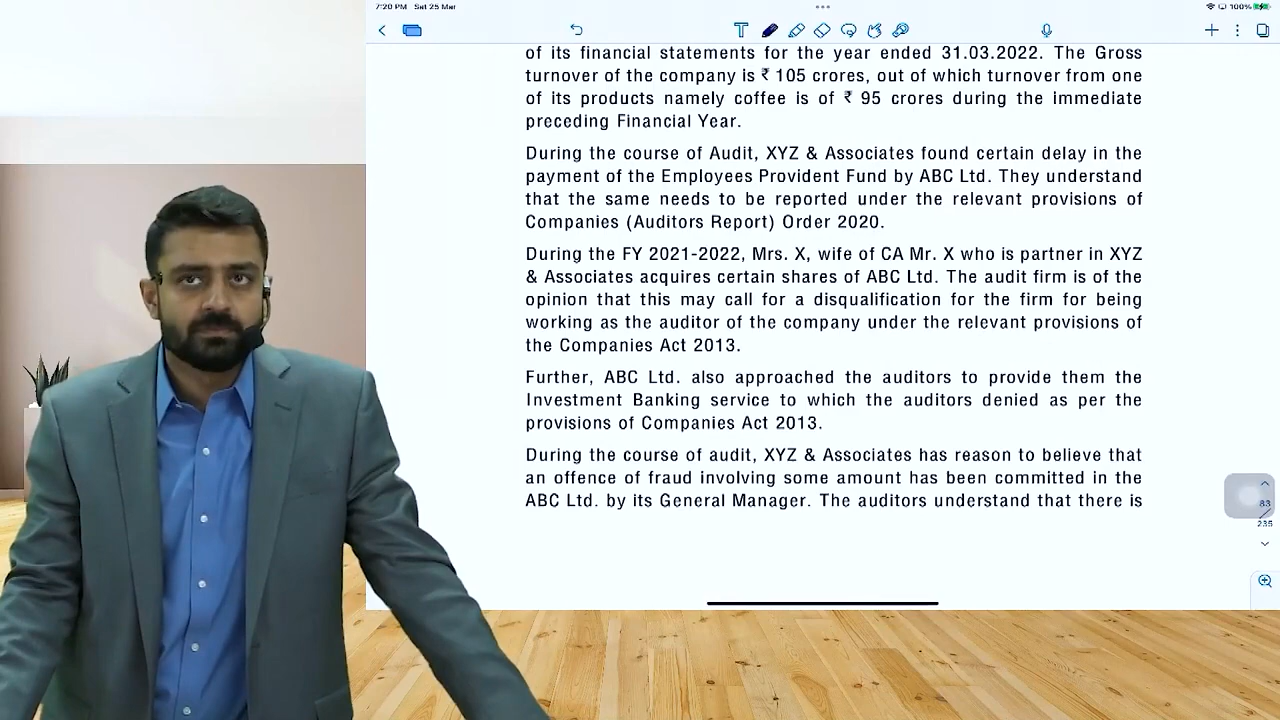 7:20 PM Sat 25 Mar
100%
of its financial statements for the year ended 31.03.2022. The Gross
turnover of the company is ₹ 105 crores, out of which turnover from one
of its products namely coffee is of ₹ 95 crores during the immediate
preceding Financial Year.
During the course of Audit, XYZ & Associates found certain delay in the
payment of the Employees Provident Fund by ABC Ltd. They understand
that the same needs to be reported under the relevant provisions of
Companies (Auditors Report) Order 2020.
During the FY 2021-2022, Mrs. X, wife of CA Mr. X who is partner in XYZ
& Associates acquires certain shares of ABC Ltd. The audit firm is of the
opinion that this may call for a disqualification for the firm for being
working as the auditor of the company under the relevant provisions of
the Companies Act 2013.
Further, ABC Ltd. also approached the auditors to provide them the
Investment Banking service to which the auditors denied as per the
provisions of Companies Act 2013.
During the course of audit, XYZ & Associates has reason to believe that
an offence of fraud involving some amount has been committed in the
ABC Ltd. by its General Manager. The auditors understand that there is
83
235